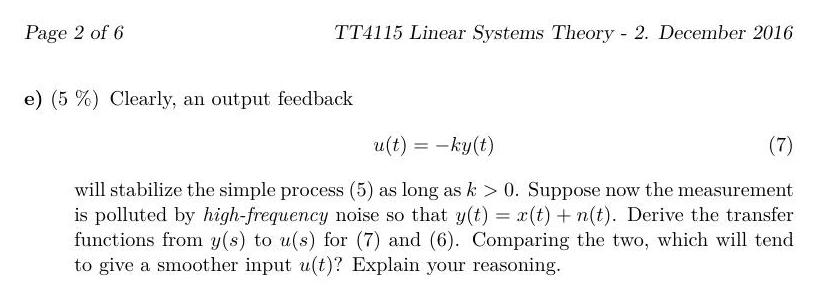 Page 2 of 6 TT4115 Linear Systems Theory - 2. December 2016
e) (5 %) Clearly, an output feedback
u(t) = −ky(t) (7)
will stabilize the simple process (5) as long as k > 0. Suppose now the measurement
is polluted by high-frequency noise so that y(t) = x(t) + n(t). Derive the transfer
functions from y(s) to u(s) for (7) and (6). Comparing the two, which will tend
to give a smoother input u(t)? Explain your reasoning.